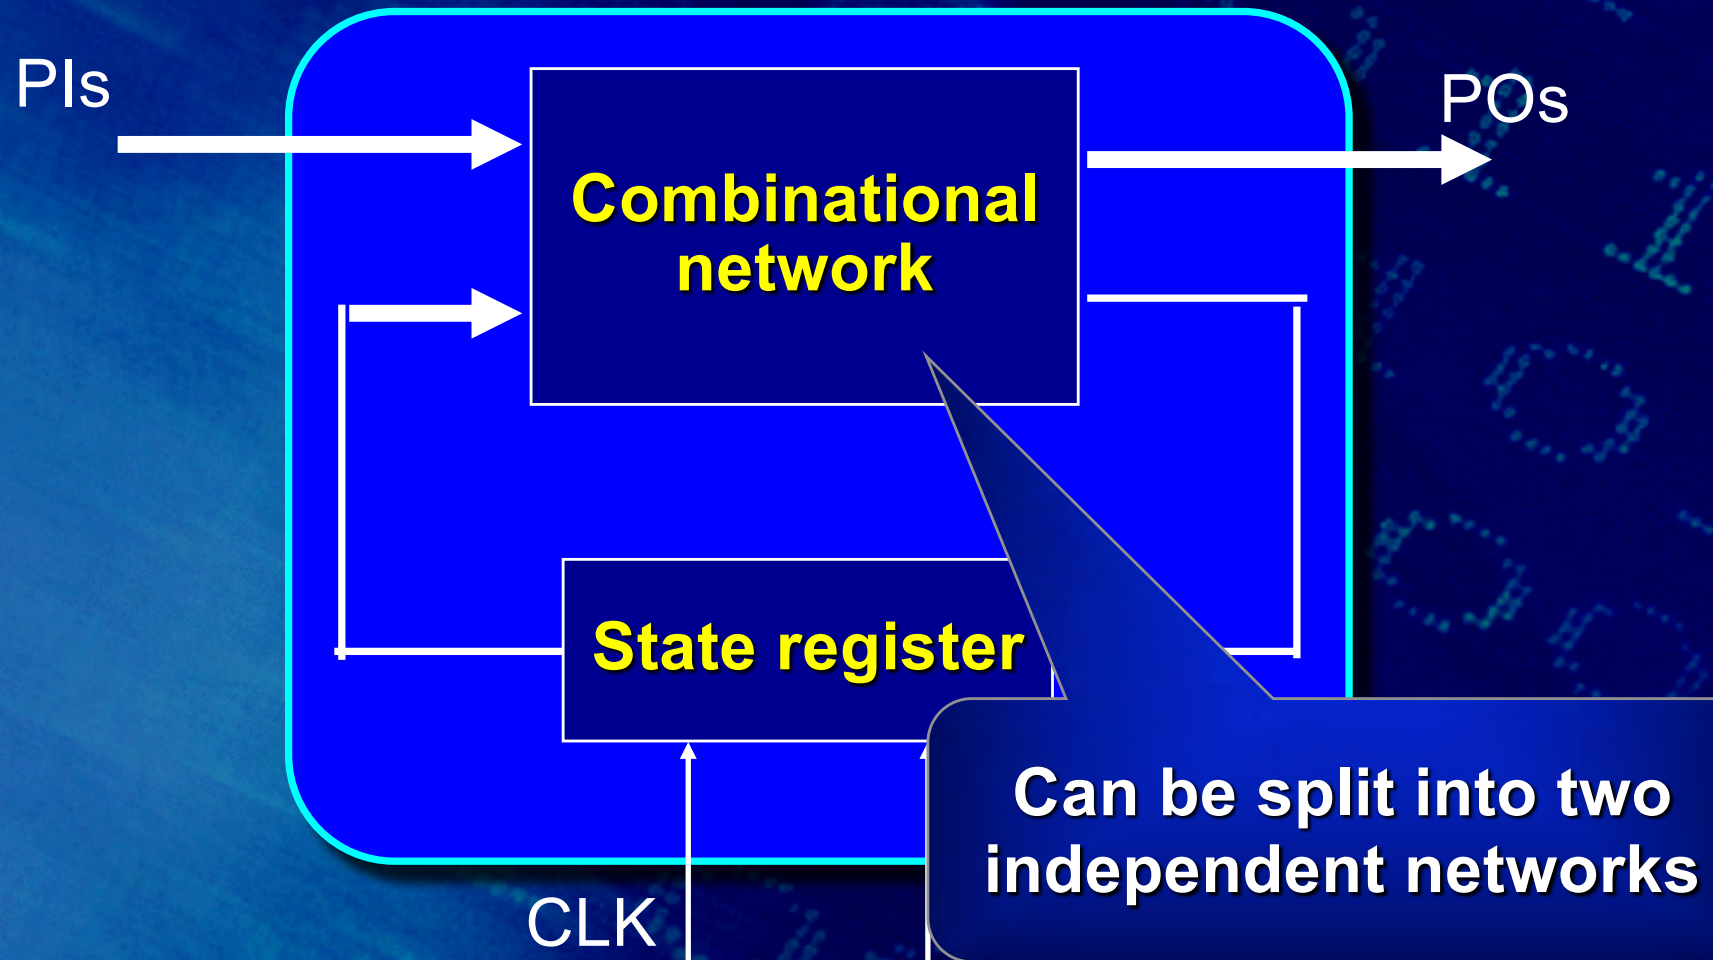 PIs
POs
Combinational
network
State register
Can be split into two
independent networks
CLK